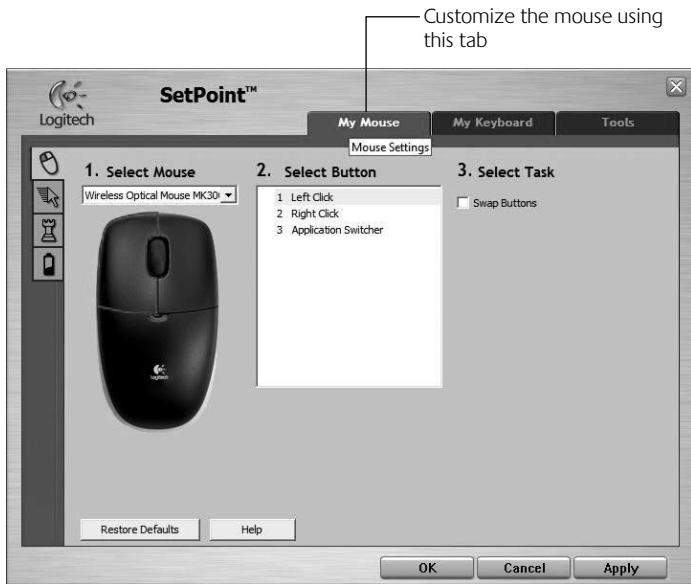 Customize the mouse using
this tab
SetPoint™
Logitech
My Mouse
My Keyboard
Tools
Mouse Settings
1. Select Mouse
2. Select Button
3. Select Task
Wireless Optical Mouse MK30
1 Left Click
2 Right Click
3 Application Switcher
Swap Buttons
Logitech
Restore Defaults
Help
OK
Cancel
Apply